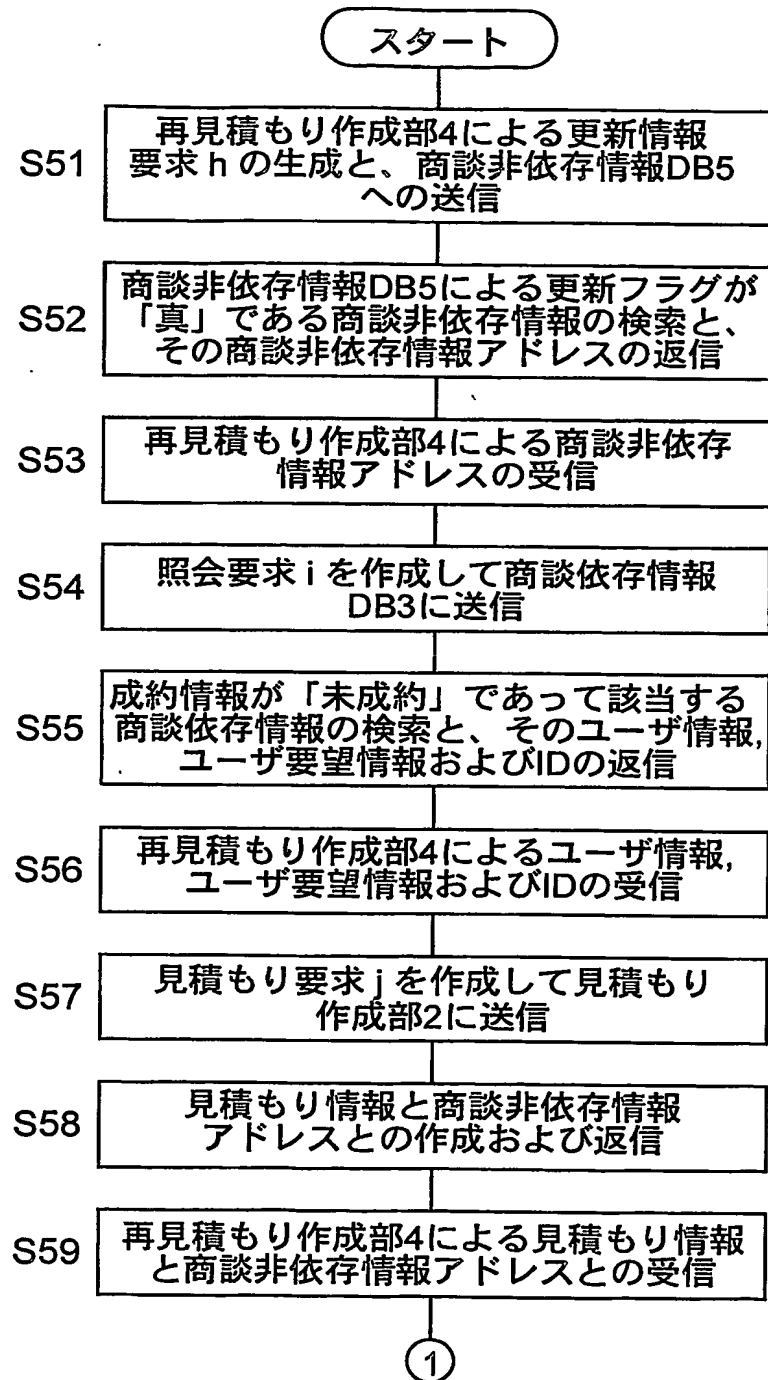 スタート
S51
再見積もり作成部4による更新情報
要求 h の生成と、商談非依存情報DB5
への送信
S52
商談非依存情報DB5による更新フラグが
「真」である商談非依存情報の検索と、
その商談非依存情報アドレスの返信
S53
再見積もり作成部4による商談非依存
情報アドレスの受信
S54
照会要求 i を作成して商談依存情報
DB3に送信
S55
成約情報が「未成約」であって該当する
商談依存情報の検索と、そのユーザ情報,
ユーザ要望情報およびIDの返信
S56
再見積もり作成部4によるユーザ情報,
ユーザ要望情報およびIDの受信
S57
見積もり要求 j を作成して見積もり
作成部2に送信
S58
見積もり情報と商談非依存情報
アドレスとの作成および返信
S59
再見積もり作成部4による見積もり情報
と商談非依存情報アドレスとの受信
1